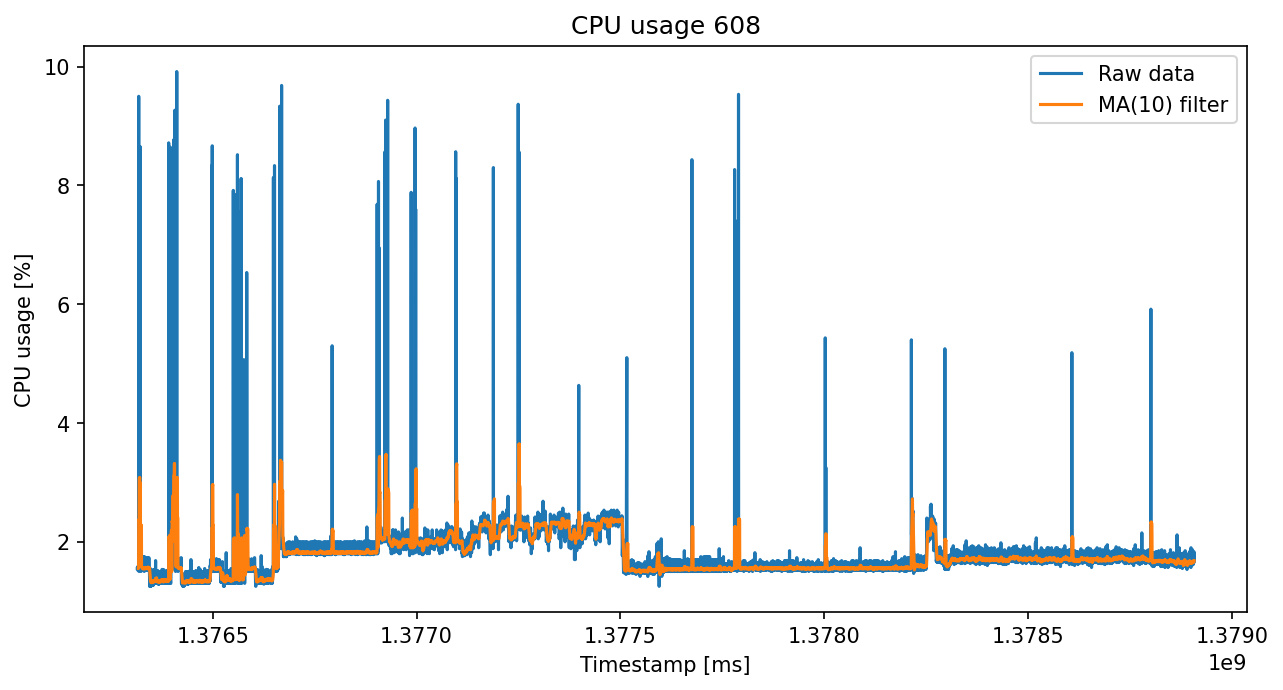 CPU usage 608
Raw data
MA(10) filter
CPU usage [%]
10
8
6
4
2
1.3765 1.3770 1.3775 1.3780 1.3785 1.3790
1e9
Timestamp [ms]